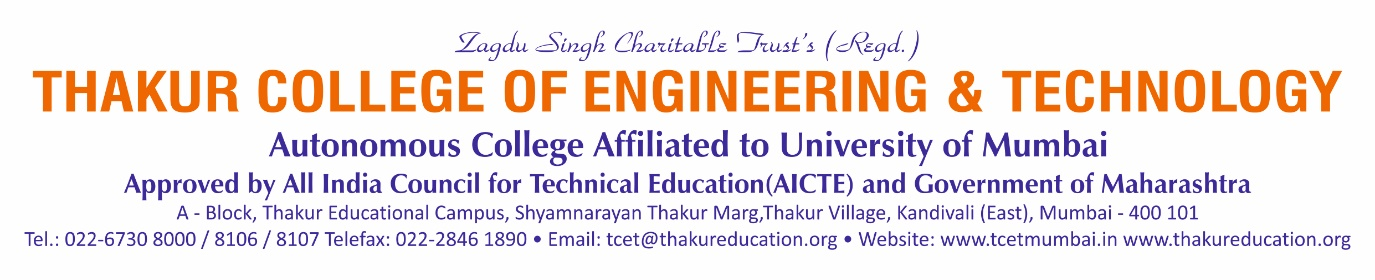 Zagdu Singh Charitable Trust's (Regd.)
THAKUR COLLEGE OF ENGINEERING & TECHNOLOGY
Autonomous College Affiliated to University of Mumbai
Approved by All India Council for Technical Education(AICTE) and Government of Maharashtra
A - Block, Thakur Educational Campus, Shyamnarayan Thakur Marg,Thakur Village, Kandivali (East), Mumbai - 400 101
Tel.: 022-6730 8000 / 8106 / 8107 Telefax: 022-2846 1890 • Email: tcet@thakureducation.org • Website: www.tcetmumbai.in www.thakureducation.org